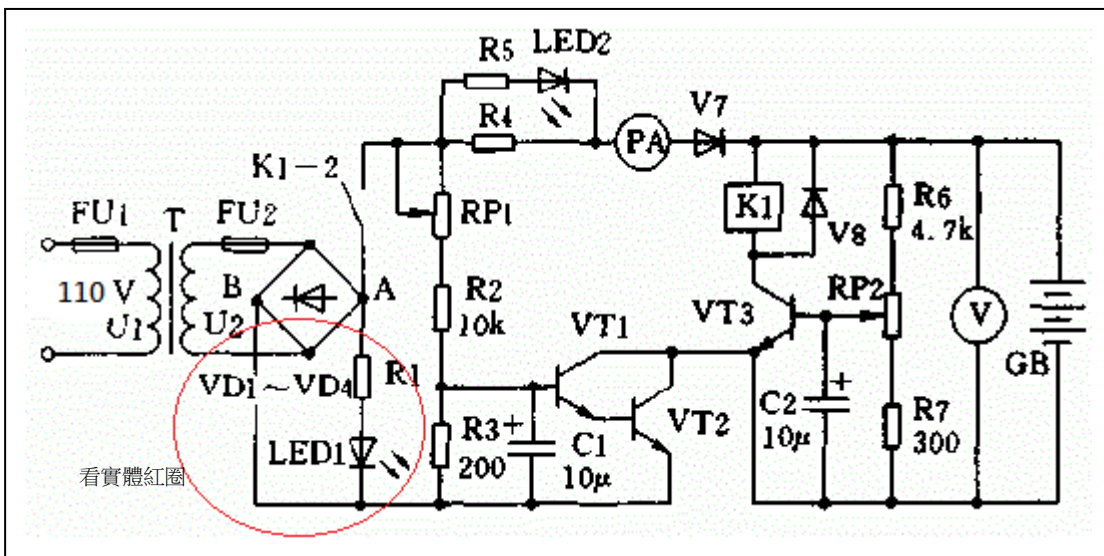 R5 LED2
R4
PA
V7
K1-2
FU1 T FU2
RP1
K1
V8
R6
4.7k
110 V
U1
U2
B
A
R2
10k
VT1
VT3
RP2
V
GB
VD1~VD4
R1
VT2
R3
200
C1
10μ
C2
10μ
R7
300
LED1
看實體紅圈
+
+